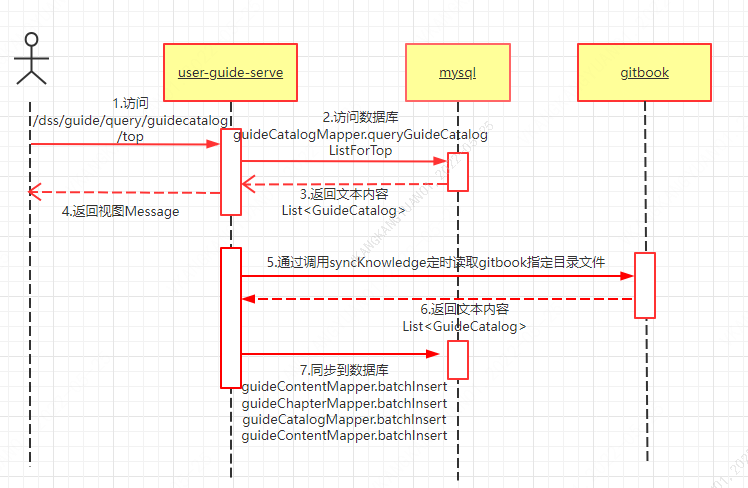 user-guide-serve
mysql
gitbook
1.访问
/dss/guide/query/guidecatalog
/top
2.访问数据库
guideCatalogMapper.queryGuideCatalog
ListForTop
3.返回文本内容
List<GuideCatalog>
4.返回视图Message
5.通过调用syncKnowledge定时读取gitbook指定目录文件
6.返回文本内容
List<GuideCatalog>
7.同步到数据库
guideContentMapper.batchInsert
guideChapterMapper.batchInsert
guideCatalogMapper.batchInsert
guideContentMapper.batchInsert